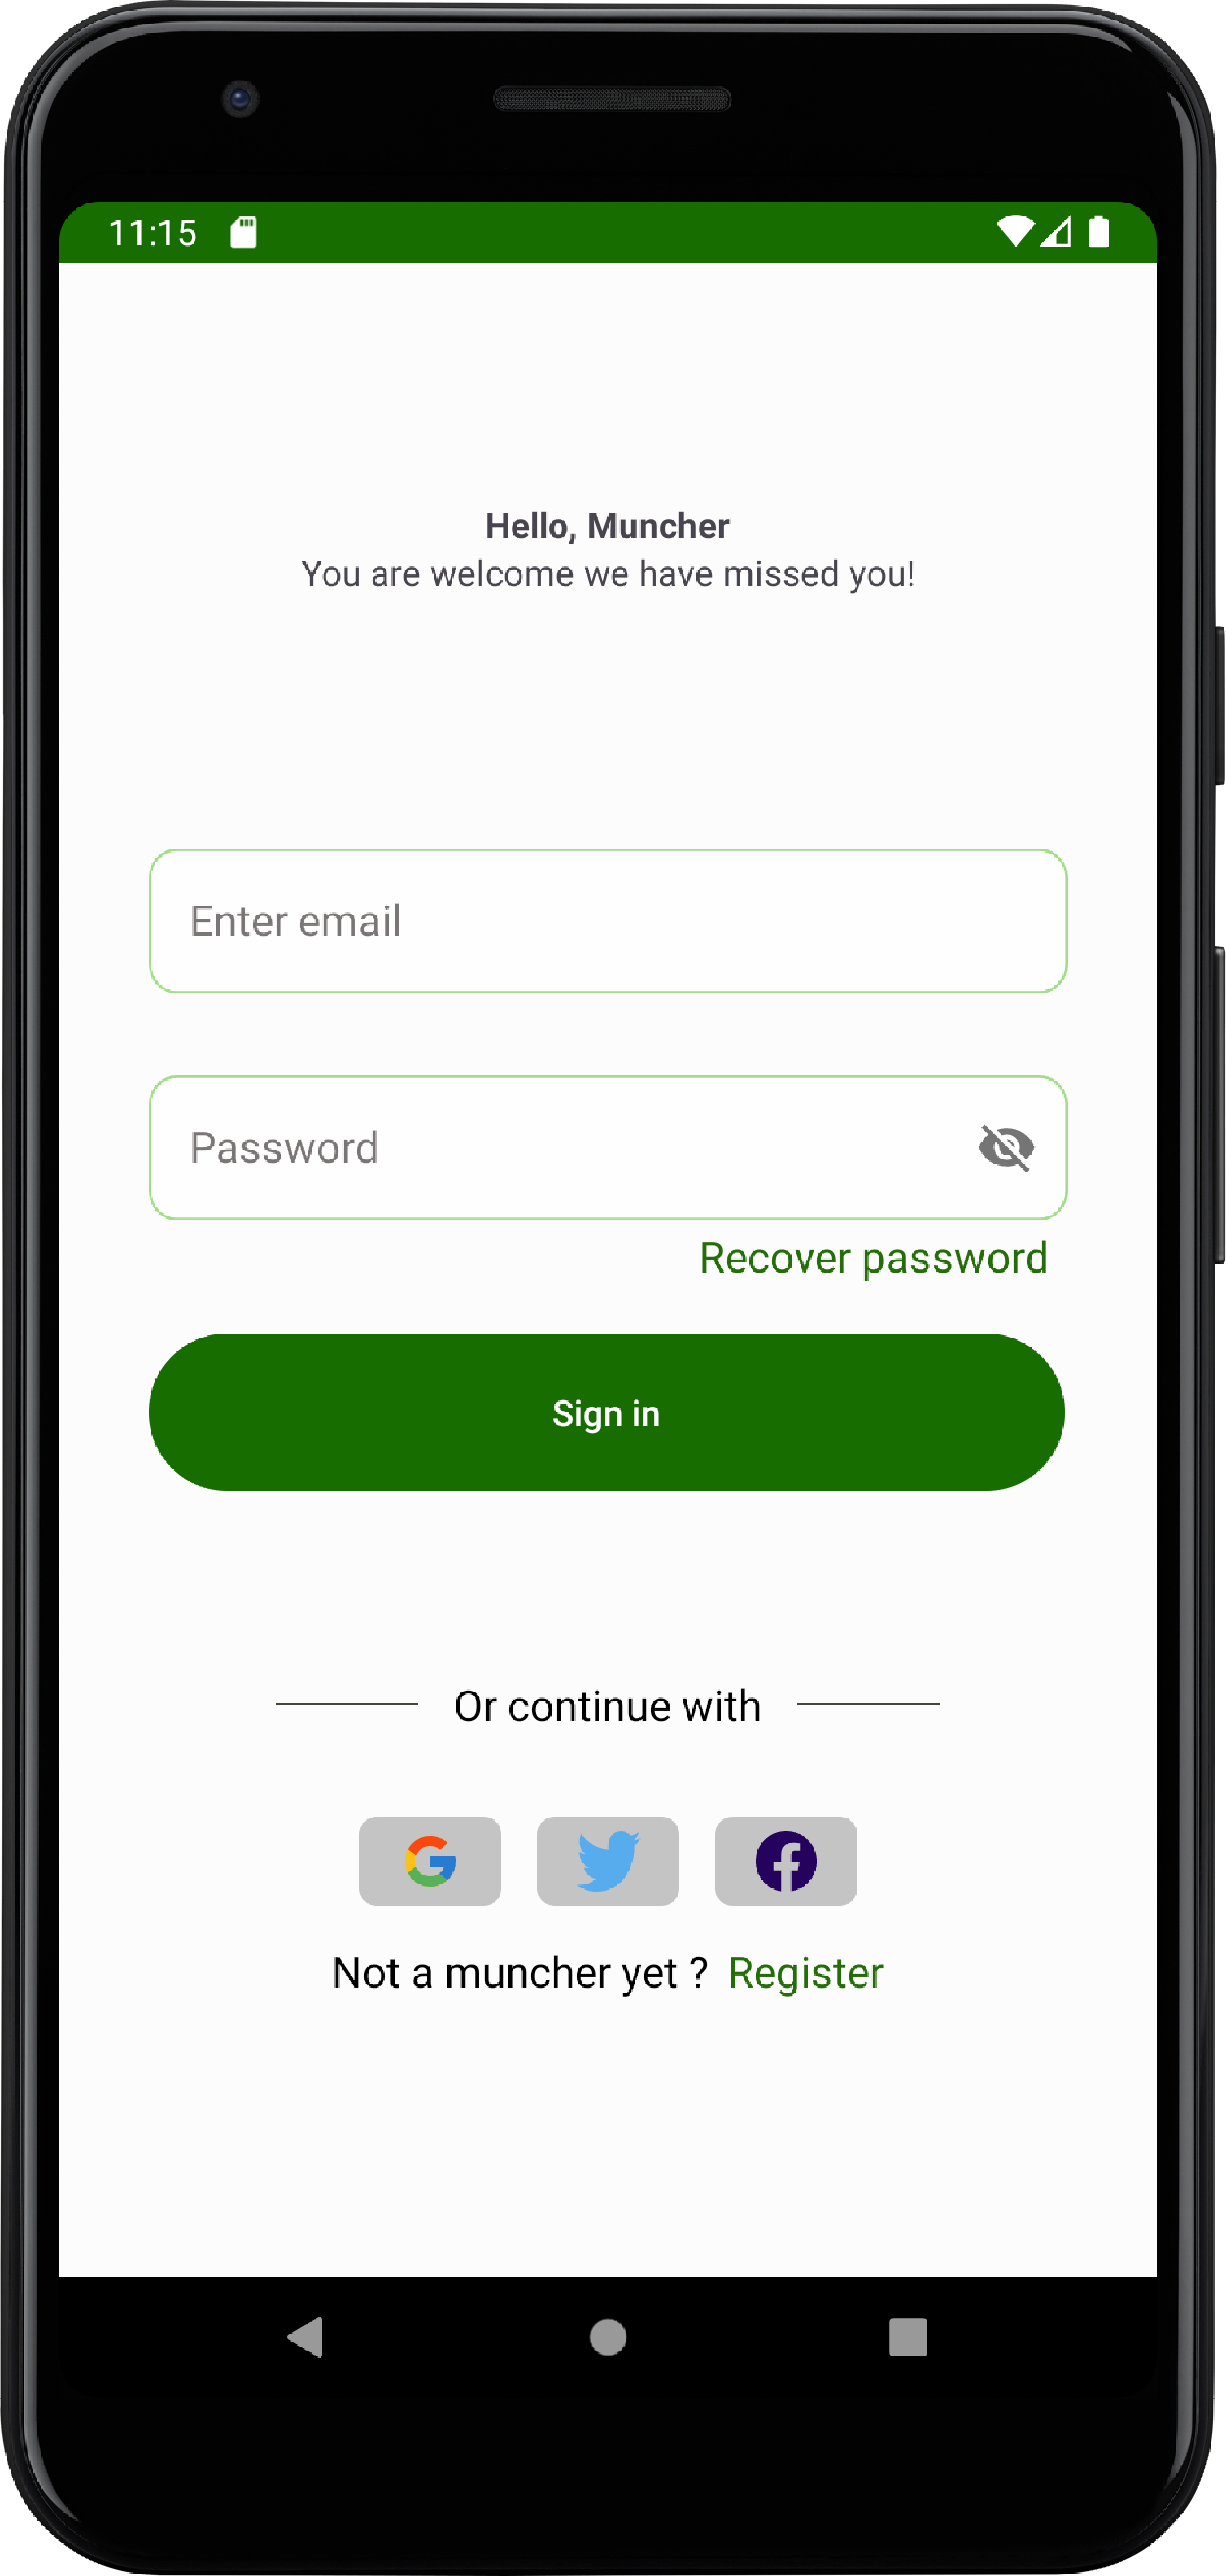 11:15
Hello, Muncher
You are welcome we have missed you!
Enter email
Password
Recover password
Sign in
Or continue with
Not a muncher yet ? Register